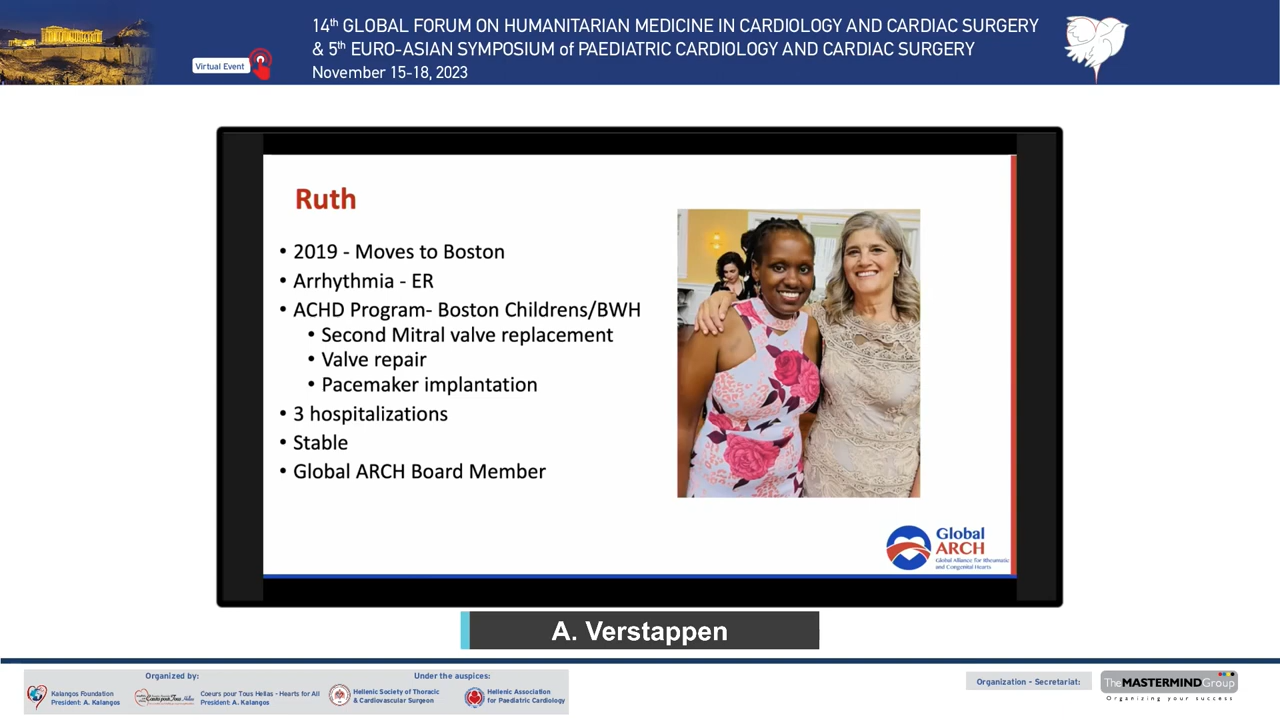 14th GLOBAL FORUM ON HUMANITARIAN MEDICINE IN CARDIOLOGY AND CARDIAC SURGERY
& 5th EURO-ASIAN SYMPOSIUM of PAEDIATRIC CARDIOLOGY AND CARDIAC SURGERY
Virtual Event
November 15-18, 2023
Ruth
• 2019 - Moves to Boston
• Arrhythmia - ER
• ACHD Program- Boston Childrens/BWH
• Second Mitral valve replacement
• Valve repair
• Pacemaker implantation
• 3 hospitalizations
• Stable
• Global ARCH Board Member
Global
ARCH
Global Alliance for Rheumatic
and Congenital Hearts
A. Verstappen
Organized by:
Kalangos Foundation
President: A. Kalangos
Coeurs pour Tous Hellas - Hearts for All
President: A. Kalangos
Under the auspices:
Hellenic Society of Thoracic
& Cardiovascular Surgeon
Hellenic Association
for Paediatric Cardiology
Organization - Secretariat:
The MASTERMIND Group
Organizing your success